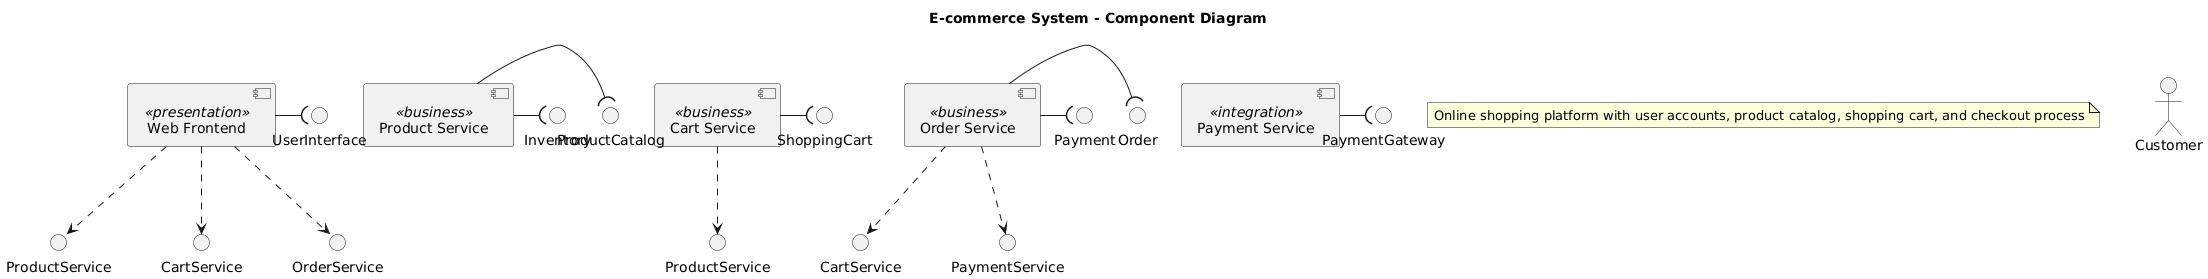 E-commerce System - Component Diagram
«presentation»
Web Frontend
UserInterface
«business»
Product Service
Inventory
ProductCatalog
«business»
Cart Service
ShoppingCart
«business»
Order Service
Payment
Order
«integration»
Payment Service
PaymentGateway
Online shopping platform with user accounts, product catalog, shopping cart, and checkout process
Customer
ProductService
CartService
OrderService
ProductService
CartService
PaymentService